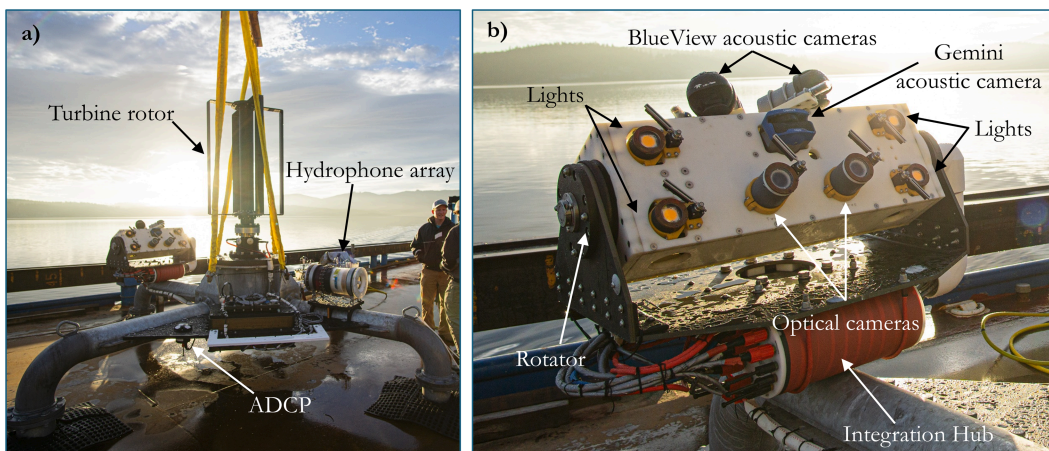 a)
Turbine rotor
Hydrophone array
ADCP
b)
BlueView acoustic cameras
Gemini
acoustic camera
Lights
Lights
Optical cameras
Rotator
Integration Hub